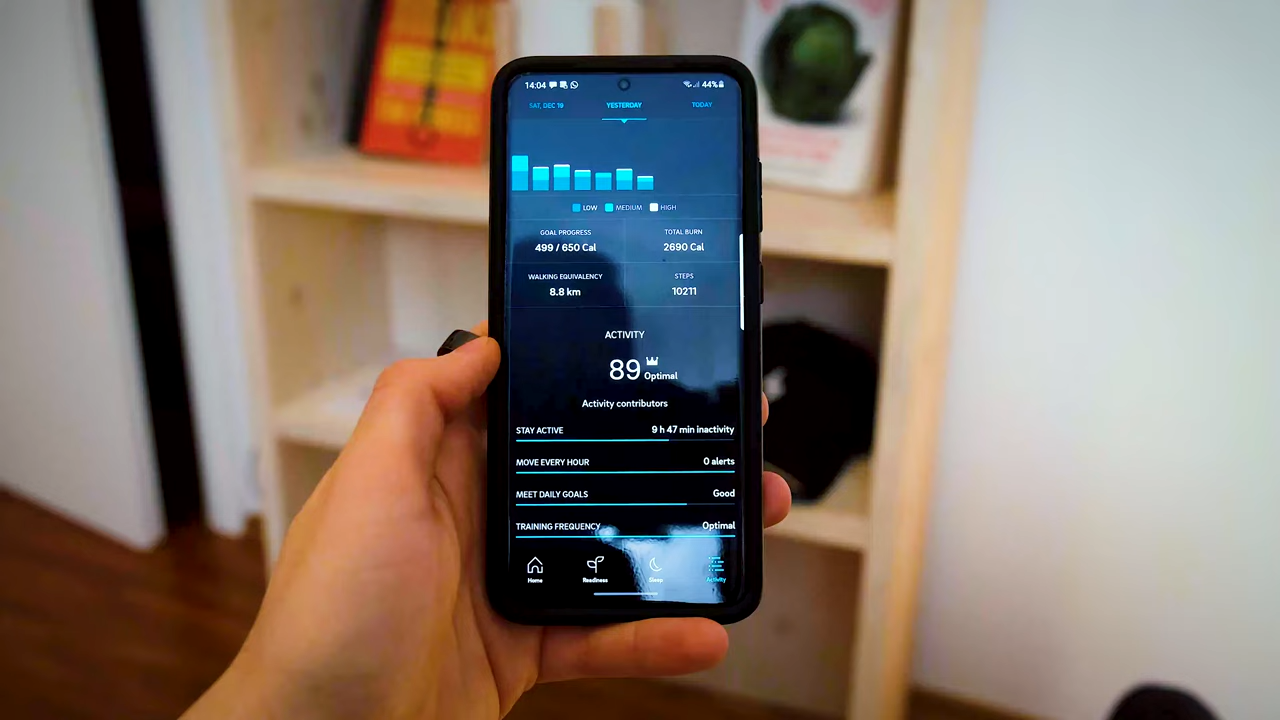 14:04 44%
SAT, DEC 19 YESTERDAY TODAY
LOW MEDIUM HIGH
GOAL PROGRESS TOTAL BURN
499 / 650 Cal 2690 Cal
WALKING EQUIVALENCY STEPS
8.8 km 10211
ACTIVITY
89 Optimal
Activity contributors
STAY ACTIVE 9 h 47 min inactivity
MOVE EVERY HOUR 0 alerts
MEET DAILY GOALS Good
TRAINING FREQUENCY Optimal
Home Readiness Sleep Activity